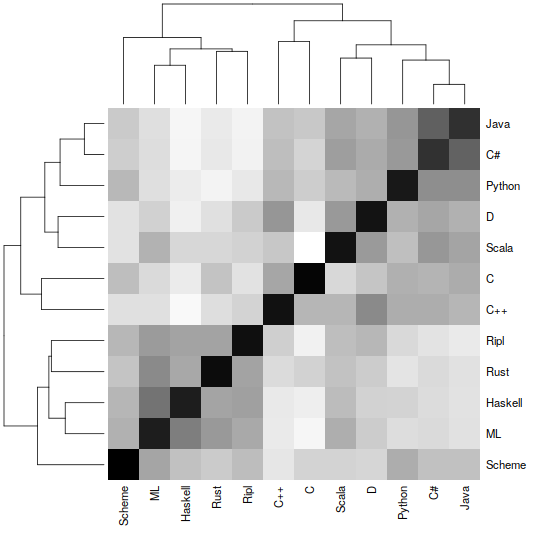 Java
C#
Python
D
Scala
C
C++
Ripl
Rust
Haskell
ML
Scheme
Scheme
ML
Haskell
Rust
Ripl
C++
C
Scala
D
Python
C#
Java